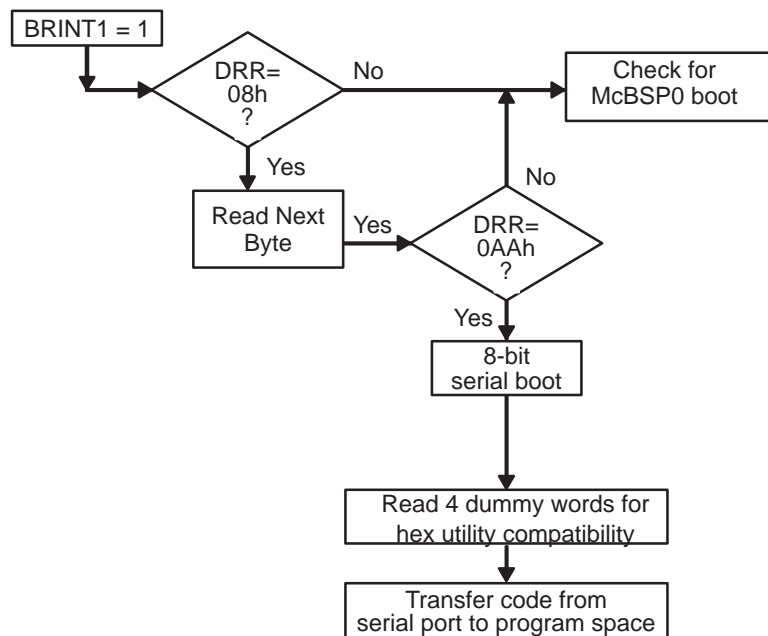 BRINT1 = 1
DRR=
08h
?
No
Check for
McBSP0 boot
Yes
No
Read Next
Byte
Yes
DRR=
0AAh
?
Yes
8-bit
serial boot
Read 4 dummy words for
hex utility compatibility
Transfer code from
serial port to program space